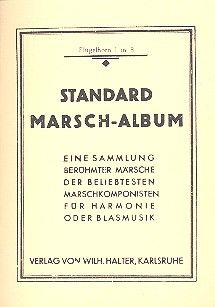 Flügelhorn I in B
STANDARD
MARSCH-ALBUM
EINE SAMMLUNG
BERÜHMTER MÄRSCHE
DER BELIEBTESTEN
MARSCHKOMPONISTEN
FÜR HARMONIE
ODER BLASMUSIK
VERLAG VON WILH. HALTER, KARLSRUHE